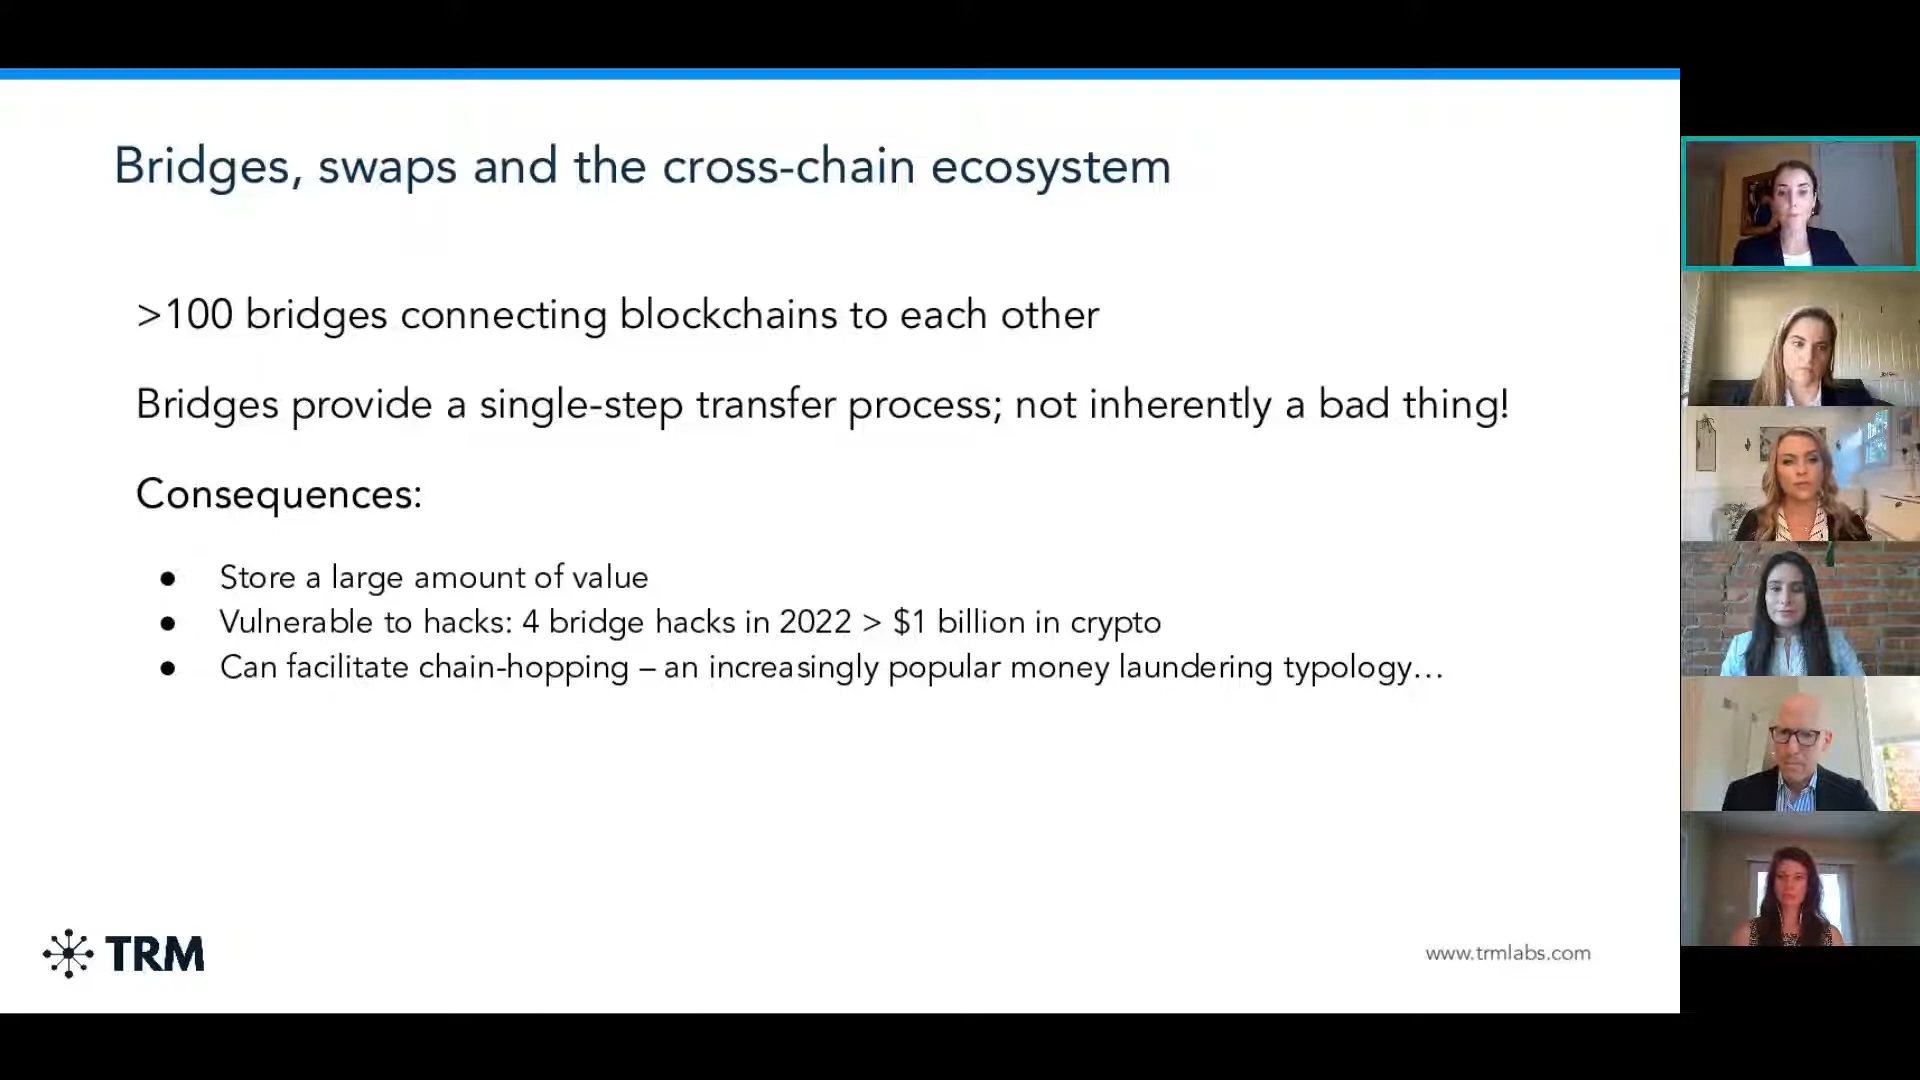 Bridges, swaps and the cross-chain ecosystem
>100 bridges connecting blockchains to each other
Bridges provide a single-step transfer process; not inherently a bad thing!
Consequences:
● Store a large amount of value
● Vulnerable to hacks: 4 bridge hacks in 2022 > $1 billion in crypto
● Can facilitate chain-hopping – an increasingly popular money laundering typology…
TRM
www.trmlabs.com